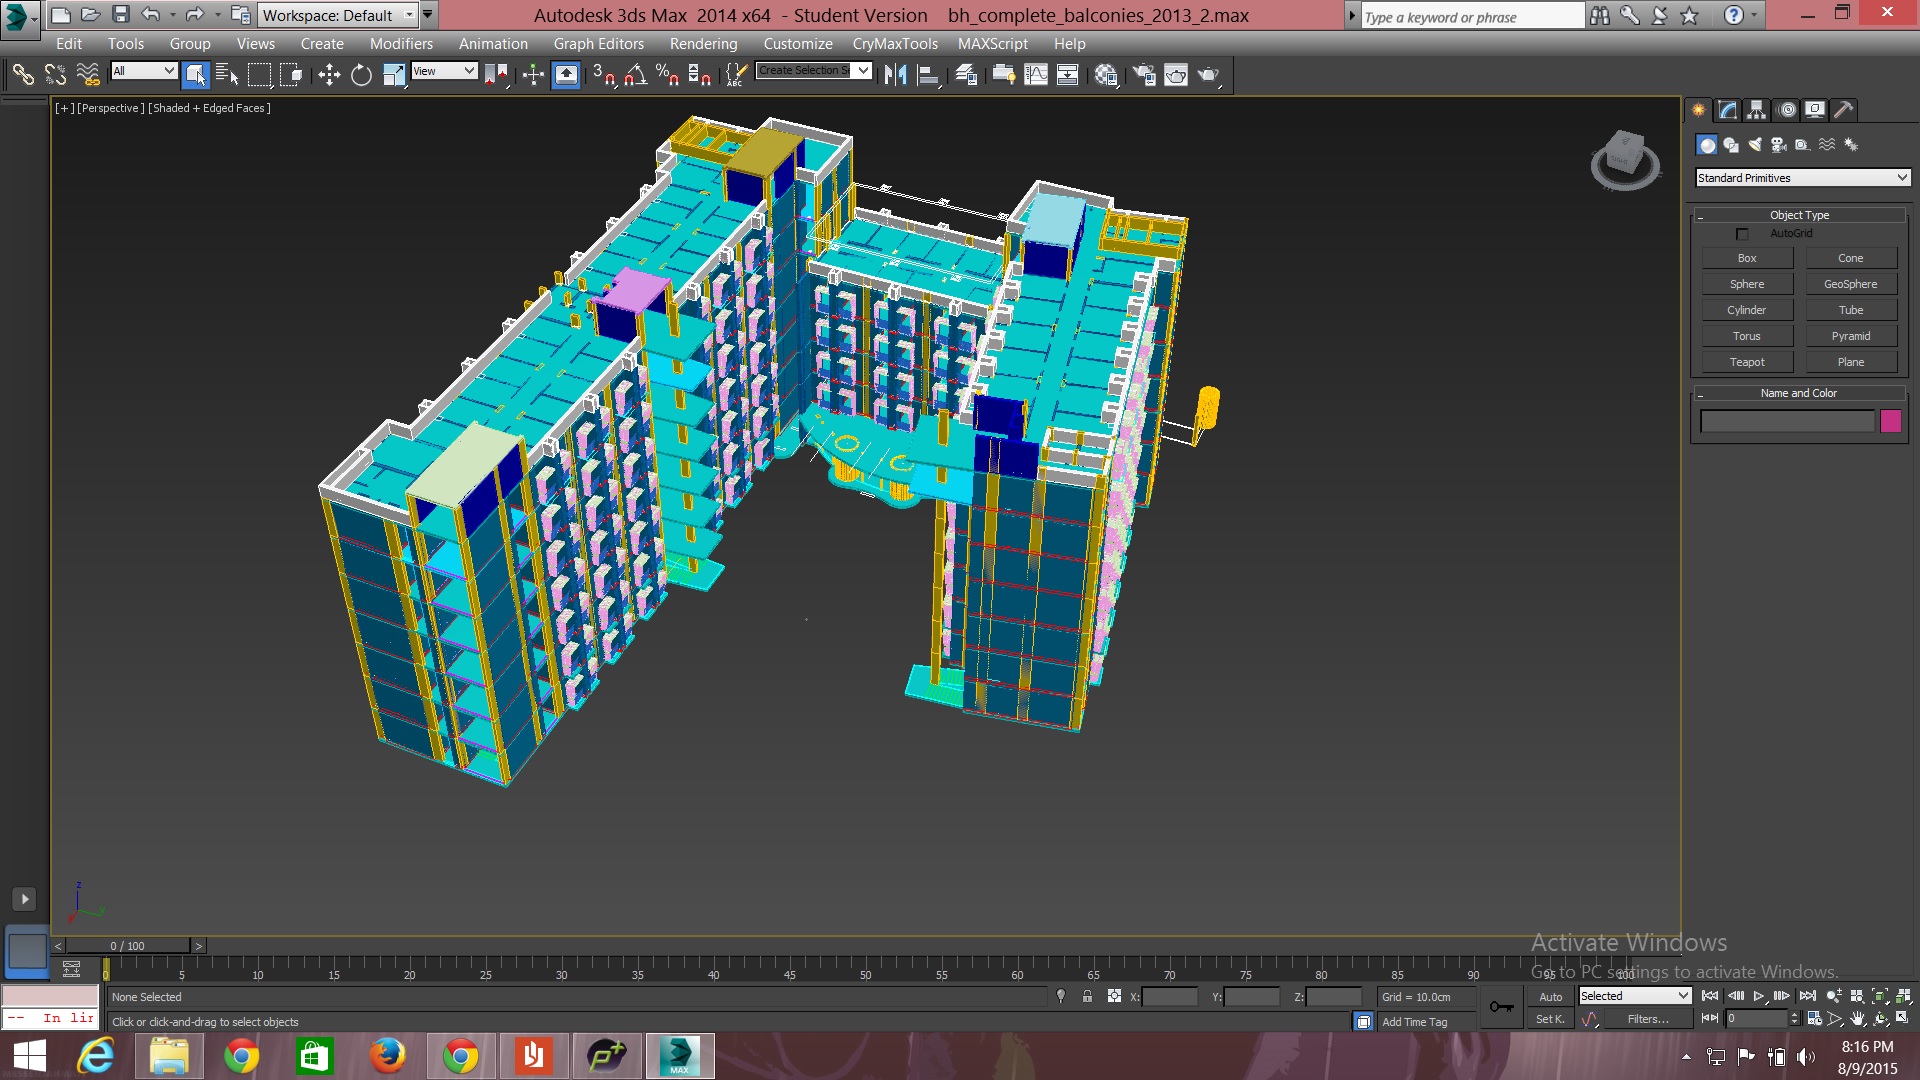 Workspace: Default
Autodesk 3ds Max 2014 x64 - Student Version bh_complete_balconies_2013_2.max
Type a keyword or phrase
Edit Tools Group Views Create Modifiers Animation Graph Editors Rendering Customize CryMaxTools MAXScript Help
All
View
3
ABC
Create Selection Se
[+] [Perspective] [Shaded + Edged Faces]
Standard Primitives
Object Type
AutoGrid
Box Cone
Sphere GeoSphere
Cylinder Tube
Torus Pyramid
Teapot Plane
Name and Color
z
0 / 100
0 5 10 15 20 25 30 35 40 45 50 55 60 65 70 75 80 85 90 95 100
Activate Windows
Go to PC settings to activate Windows.
None Selected
X: Y: Z:
Grid = 10.0cm
Auto
Selected
-- In lir
Click or click-and-drag to select objects
Add Time Tag
Set K.
Filters...
0
MAX
8:16 PM
8/9/2015